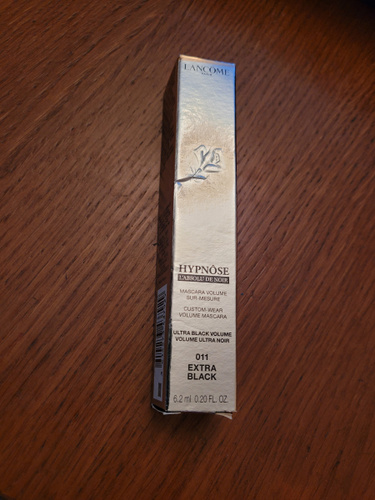 LANCÔME
HYPNÔSE
L'ABSOLU DE NOIR
MASCARA VOLUME
SUR-MESURE
CUSTOM-WEAR
VOLUME MASCARA
ULTRA BLACK VOLUME
VOLUME ULTRA NOIR
011
EXTRA
BLACK
6.2 ml 0.20 FL. OZ.